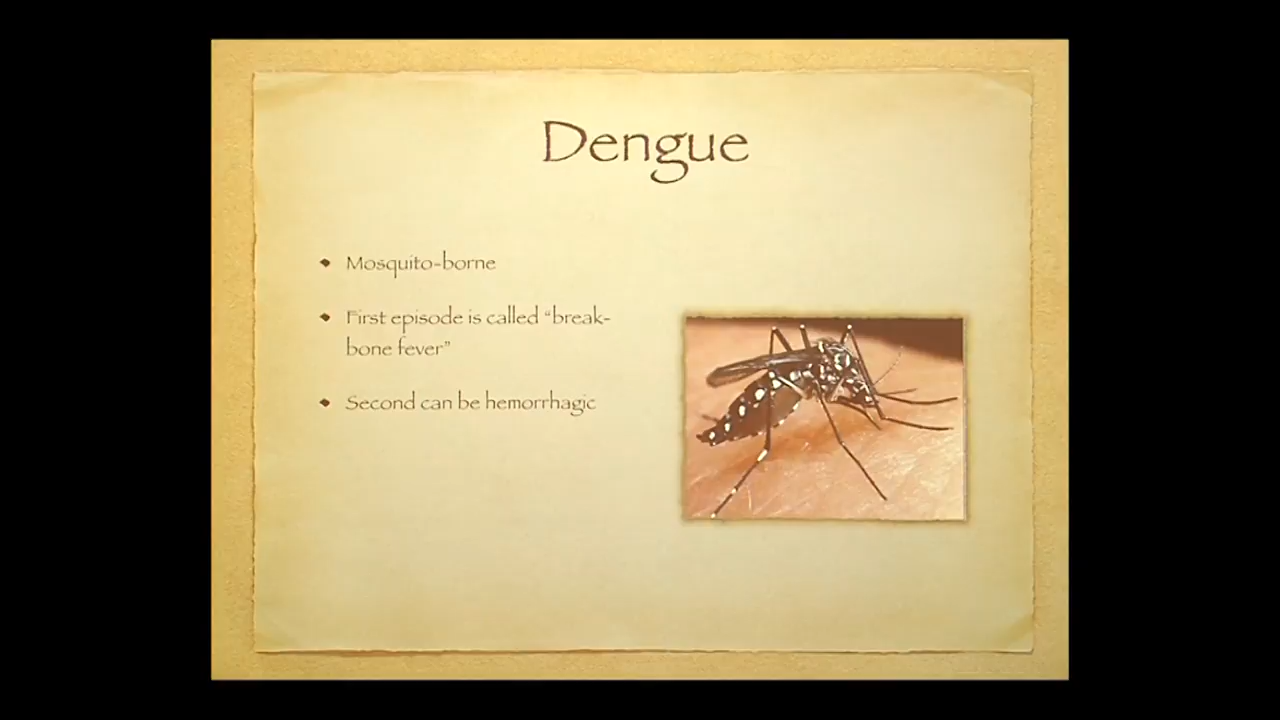 Dengue
Mosquito-borne
First episode is called “break-
bone fever”
Second can be hemorrhagic